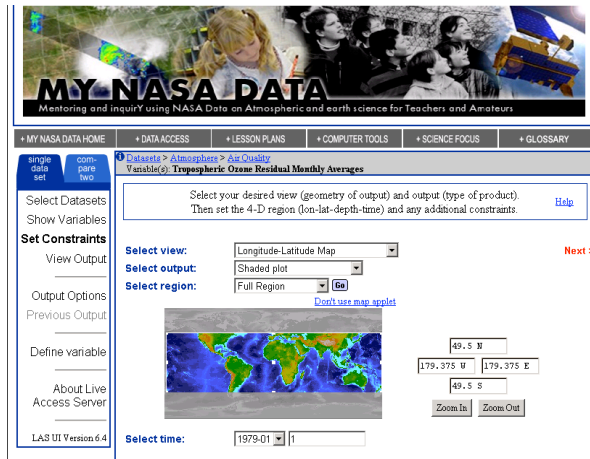 MY NASA DATA
Mentoring and inquirY using NASA Data on Atmospheric and earth science for Teachers and Amateurs
+ MY NASA DATA HOME + DATA ACCESS + LESSON PLANS + COMPUTER TOOLS + SCIENCE FOCUS + GLOSSARY
single data set
com- pare two
Datasets > Atmosphere > Air Quality
Variable(s): Tropospheric Ozone Residual Monthly Averages
Select Datasets
Show Variables
Set Constraints
View Output
Output Options
Previous Output
Define variable
About Live
Access Server
LAS UI Version 6.4
Select your desired view (geometry of output) and output (type of product).
Then set the 4-D region (lon-lat-depth-time) and any additional constraints.
Help
Select view: Longitude-Latitude Map
Next
Select output: Shaded plot
Select region: Full Region Go
Don't use map applet
49.5 N
179.375 W 179.375 E
49.5 S
Zoom In Zoom Out
Select time: 1979-01 1